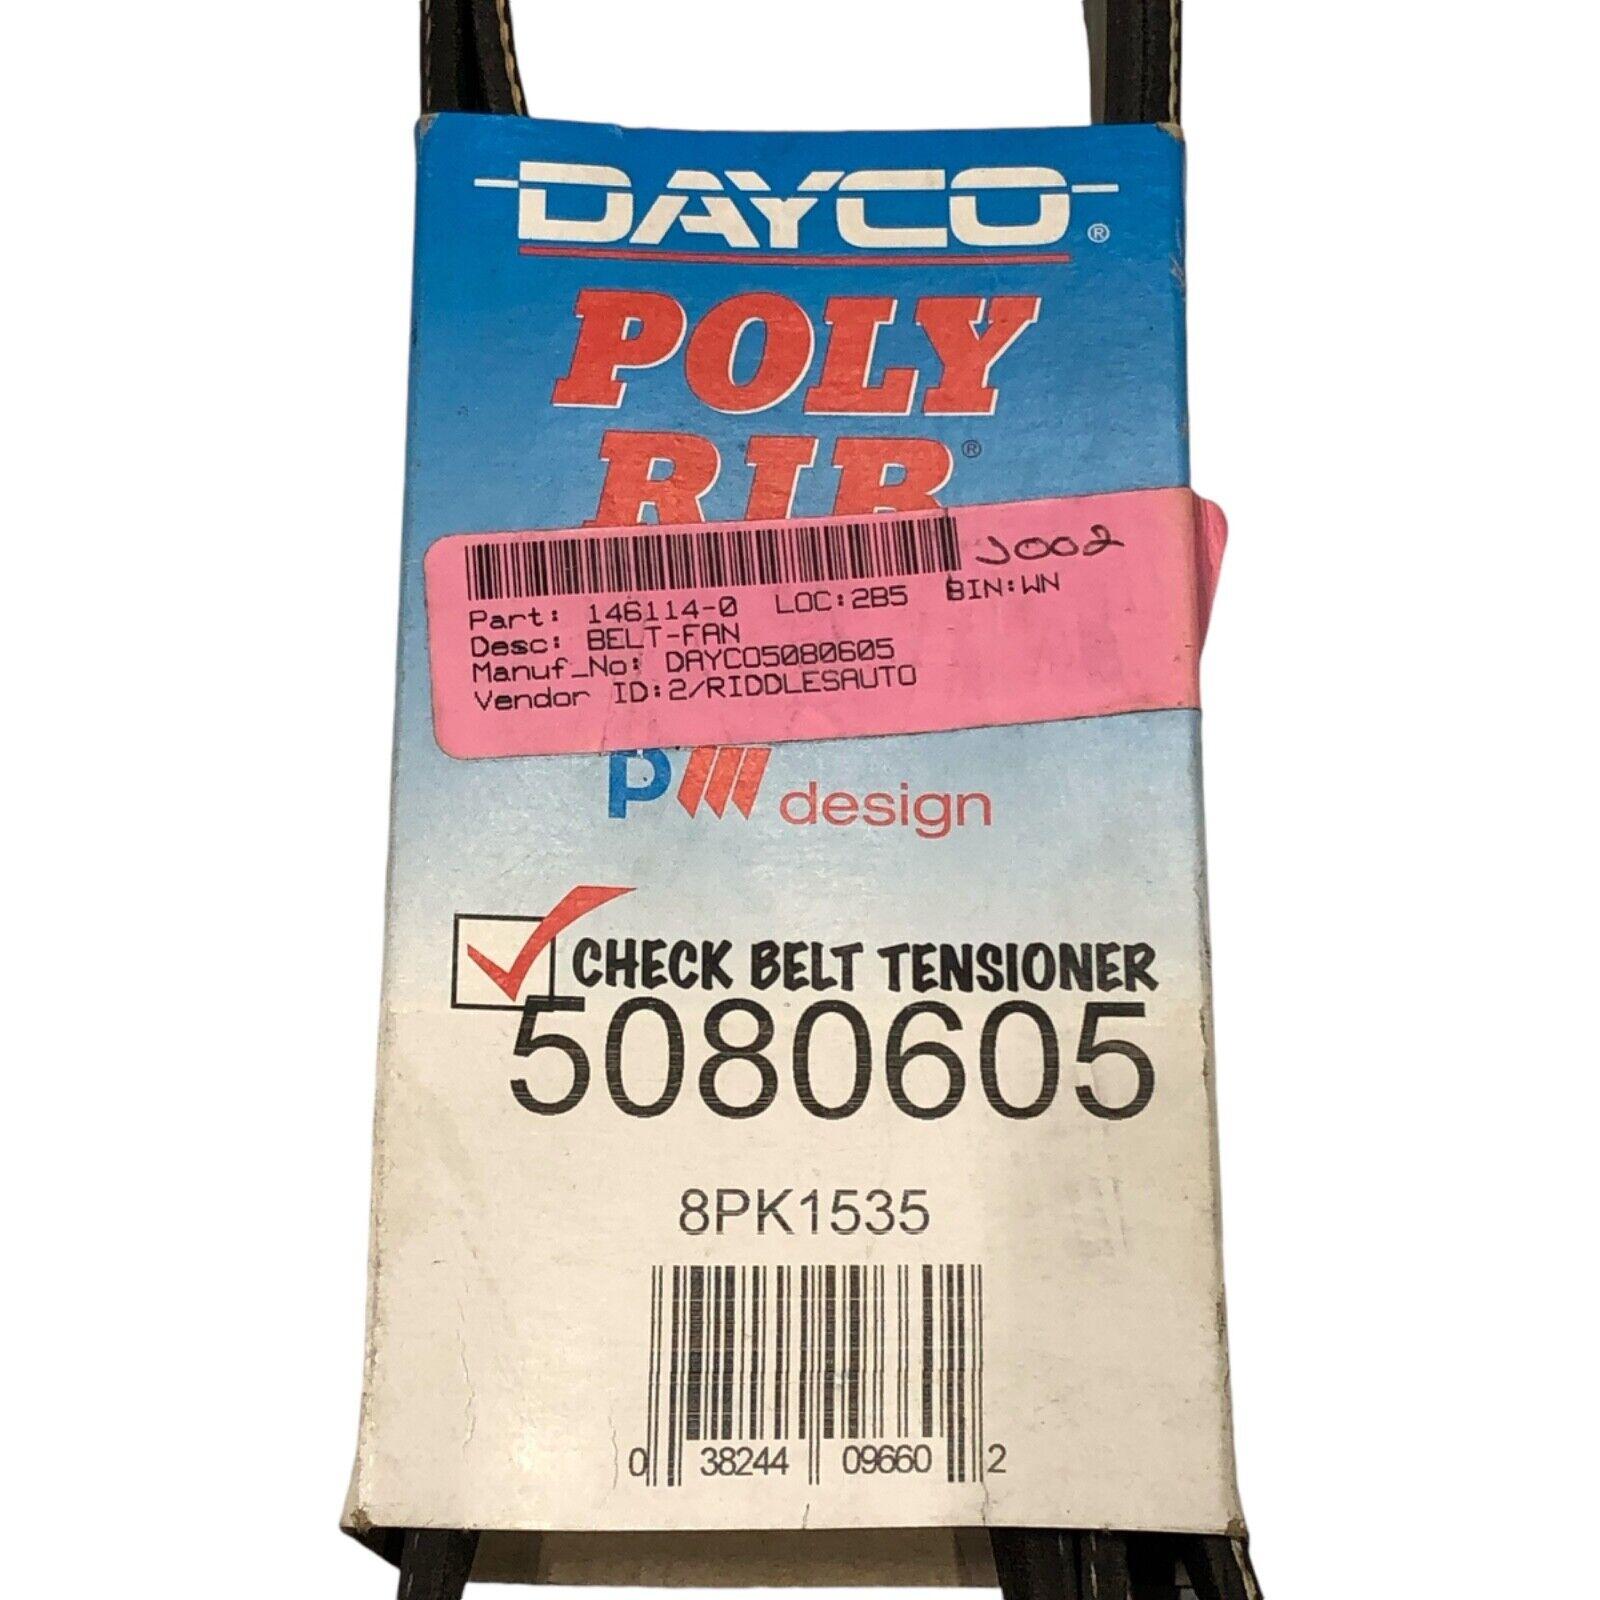 DAYCO®
POLY
RIB®
J002
Part: 146114-0 LOC:2B5 BIN:WN
Desc: BELT-FAN
Manuf_No: DAYCO5080605
Vendor ID:2/RIDDLESAUTO
design
CHECK BELT TENSIONER
5080605
8PK1535
0 38244 09660 2